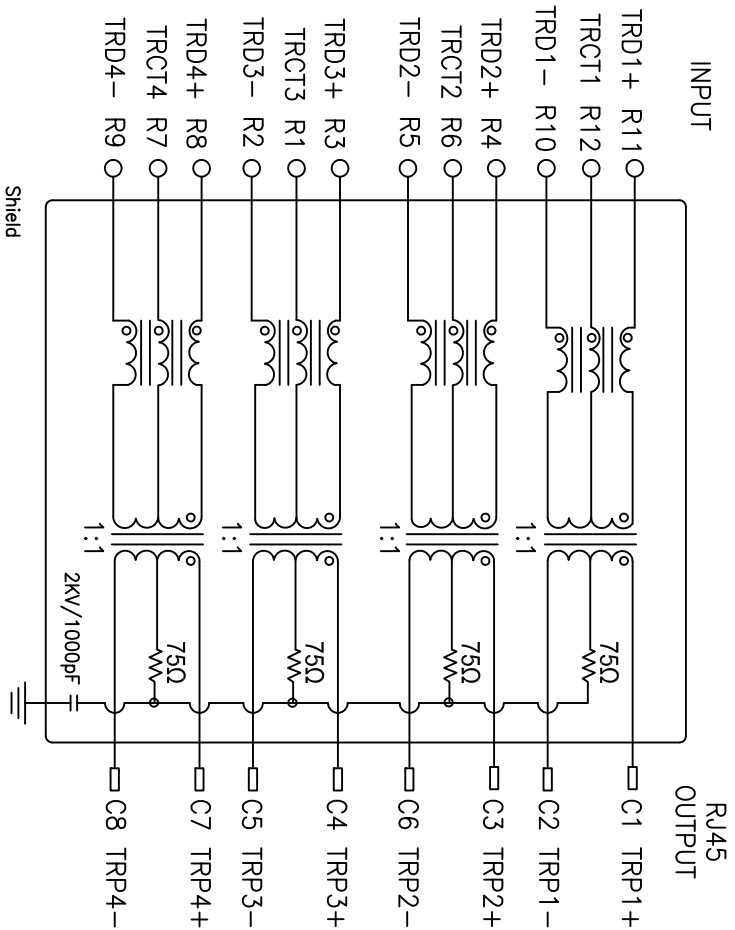 INPUT
RJ45
OUTPUT
TRD1+ R11
C1 TRP1+
TRCT1 R12
75Ω
TRD1- R10
1:1
C2 TRP1-
TRD2+ R4
C3 TRP2+
TRCT2 R6
75Ω
TRD2- R5
1:1
C6 TRP2-
TRD3+ R3
C4 TRP3+
TRCT3 R1
75Ω
TRD3- R2
1:1
C5 TRP3-
TRD4+ R8
C7 TRP4+
TRCT4 R7
75Ω
TRD4- R9
1:1
C8 TRP4-
2KV/1000pF
Shield